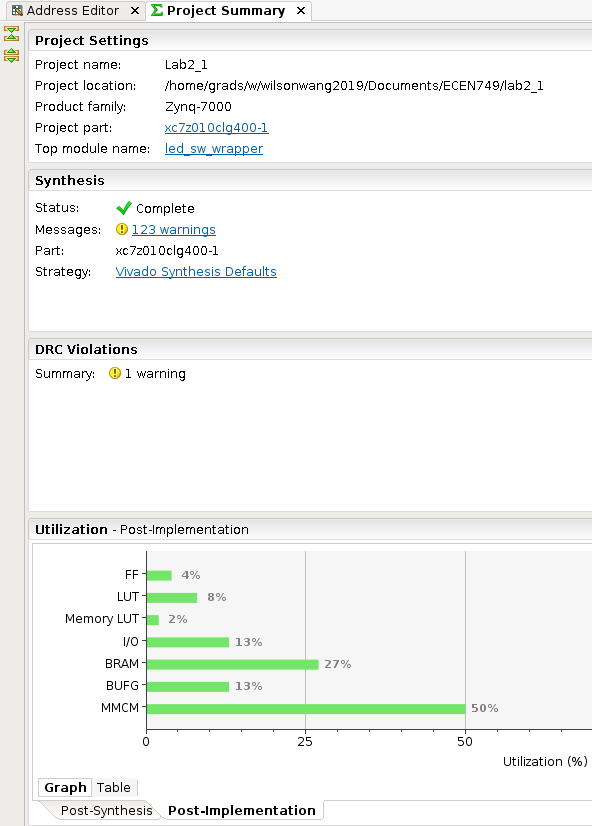 Address Editor × Project Summary ×
Project Settings
Project name: Lab2_1
Project location: /home/grads/w/wilsonwang2019/Documents/ECEN749/lab2_1
Product family: Zynq-7000
Project part: xc7z010clg400-1
Top module name: led_sw_wrapper
Synthesis
Status: Complete
Messages: 123 warnings
Part: xc7z010clg400-1
Strategy: Vivado Synthesis Defaults
DRC Violations
Summary: 1 warning
Utilization - Post-Implementation
FF 4%
LUT 8%
Memory LUT 2%
I/O 13%
BRAM 27%
BUFG 13%
MMCM 50%
0 25 50
Utilization (%)
Graph Table
Post-Synthesis Post-Implementation